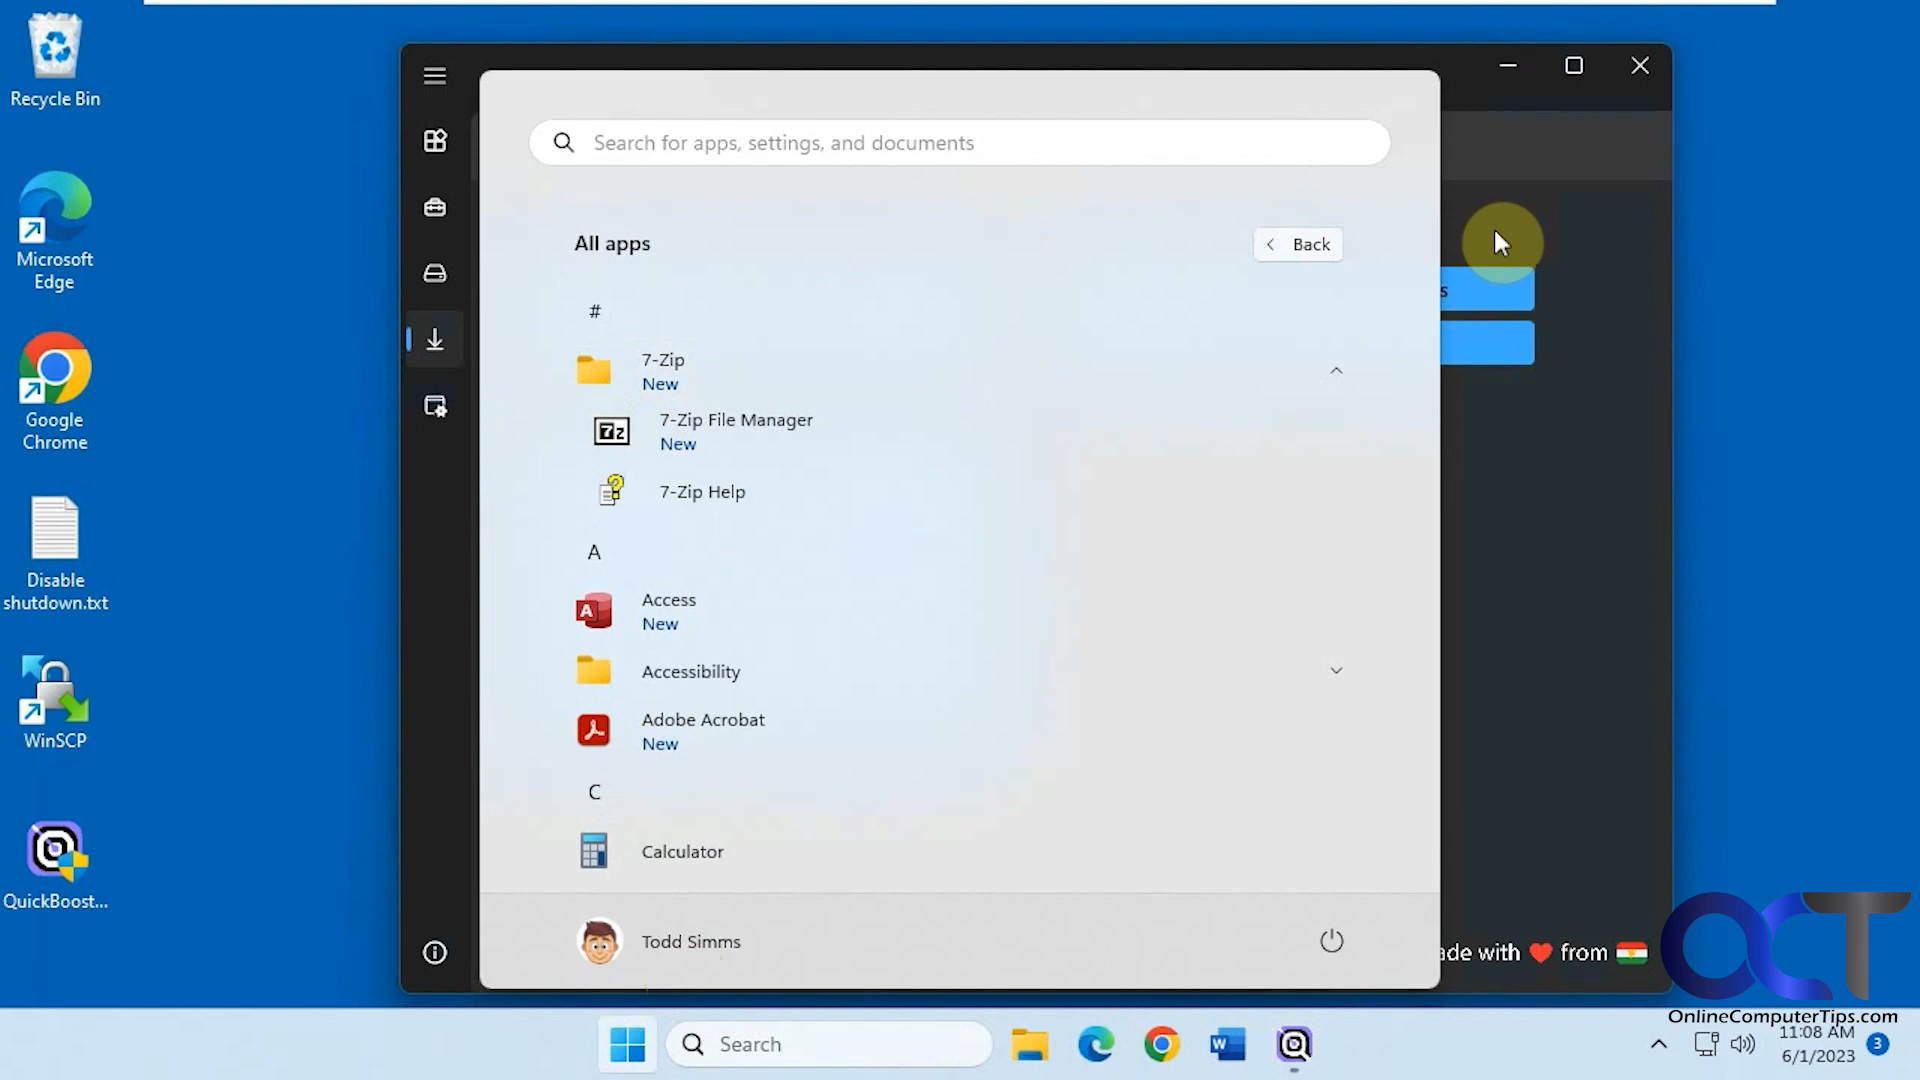 Recycle Bin
Microsoft
Edge
Google
Chrome
Disable
shutdown.txt
WinSCP
QuickBoost...
Search for apps, settings, and documents
All apps
Back
#
7-Zip
New
7z
7-Zip File Manager
New
7-Zip Help
A
A
Access
New
Accessibility
Adobe Acrobat
New
C
Calculator
Todd Simms
s
ade with ❤ from
OCT
OnlineComputerTips.com
Search
W
11:08 AM
6/1/2023
3